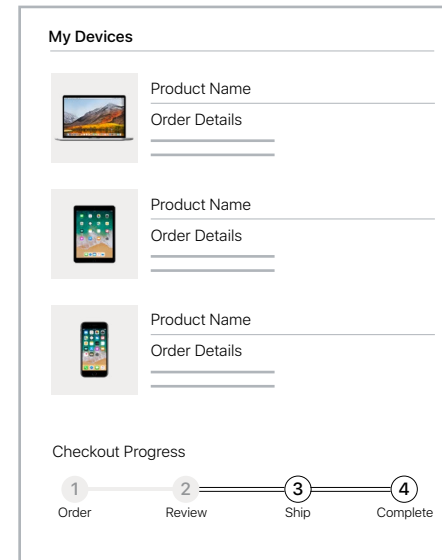 My Devices
Product Name
Order Details
Product Name
Order Details
Product Name
Order Details
Checkout Progress
1 2 3 4
Order Review Ship Complete